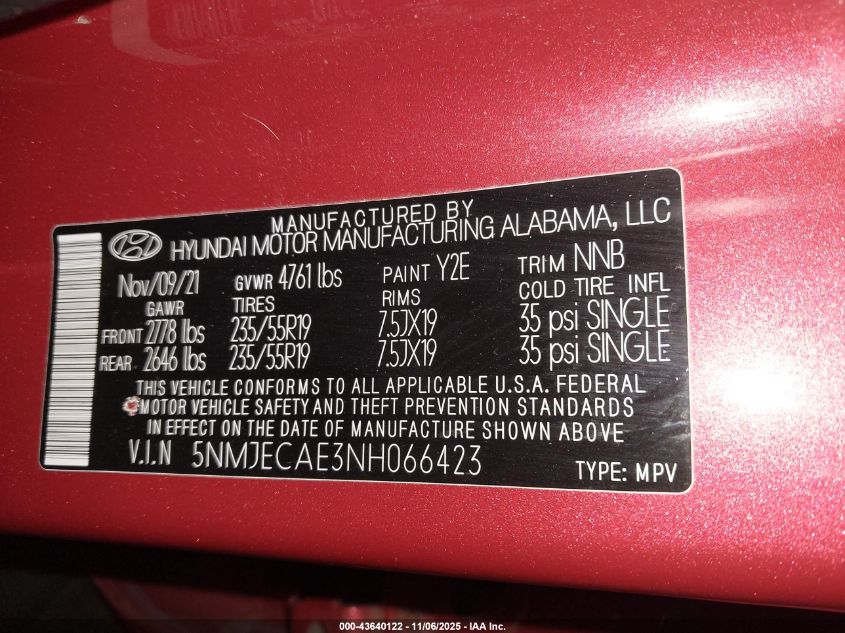 MANUFACTURED BY
HYUNDAI MOTOR MANUFACTURING ALABAMA, LLC
Nov/09/21 GVWR 4761 lbs PAINT Y2E TRIM NNB
GAWR TIRES RIMS COLD TIRE INFL
FRONT 2778 lbs 235/55R19 7.5JX19 35 psi SINGLE
REAR 2646 lbs 235/55R19 7.5JX19 35 psi SINGLE
THIS VEHICLE CONFORMS TO ALL APPLICABLE U.S.A. FEDERAL
MOTOR VEHICLE SAFETY AND THEFT PREVENTION STANDARDS
IN EFFECT ON THE DATE OF MANUFACTURE SHOWN ABOVE
V.I.N 5NMJECAE3NH066423 TYPE: MPV
000-43640122 - 11/06/2025 - IAA Inc.